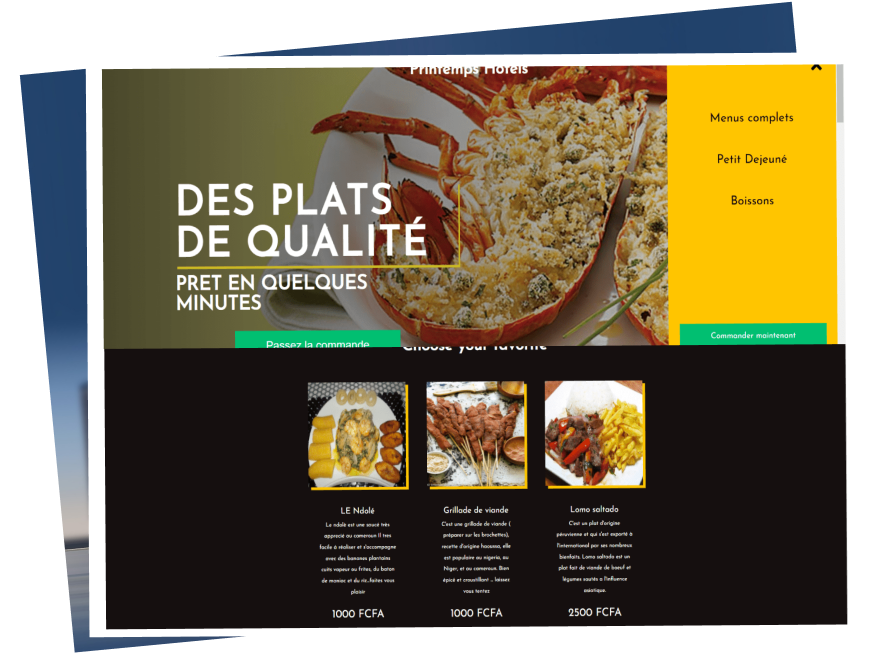 Printemps Hotels
Menus complets
Petit Dejeuné
Boissons
DES PLATS
DE QUALITÉ
PRET EN QUELQUES
MINUTES
Passez la commande
Commander maintenant
Choose your favorite
LE Ndolé
Le ndolé est une saucé très
apprecié au cameroun Il tres
facile à réaliser et s'accompagne
avec des bananes plantains
cuits vapeur ou frites, du baton
de manioc et du riz..faites vous
plaisir
1000 FCFA
Grillade de viande
C'est une grillade de viande (
préparer sur les brochettes),
recette d'origine haoussa, elle
est populaire au nigeria, au
Niger, et au cameroun. Bien
épicé et croustillant .. laissez
vous tentez
1000 FCFA
Lomo saltado
C'est un plat d'origine
péruvienne et qui s'est exporté à
l'international par ses nombreux
bienfaits. Lomo saltado est un
plat fait de viande de boeuf et
légumes sautés a l'influence
asiatique.
2500 FCFA